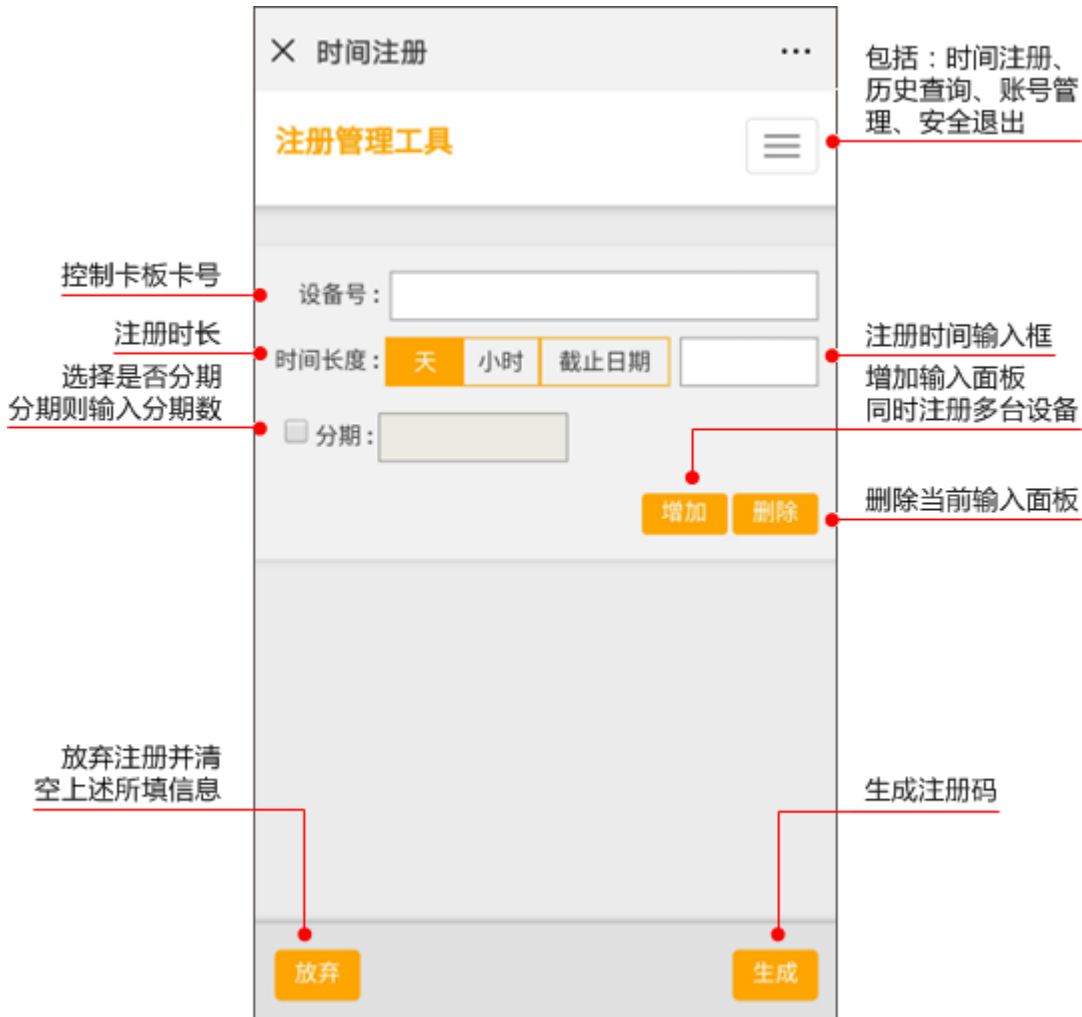 时间注册
包括：时间注册、
历史查询、账号管
理、安全退出
注册管理工具
控制卡板卡号
设备号：
注册时长
时间长度： 天 小时 截止日期
注册时间输入框
选择是否分期
分期则输入分期数
分期：
增加输入面板
同时注册多台设备
增加 删除
删除当前输入面板
放弃注册并清
空上述所填信息
生成注册码
放弃 生成